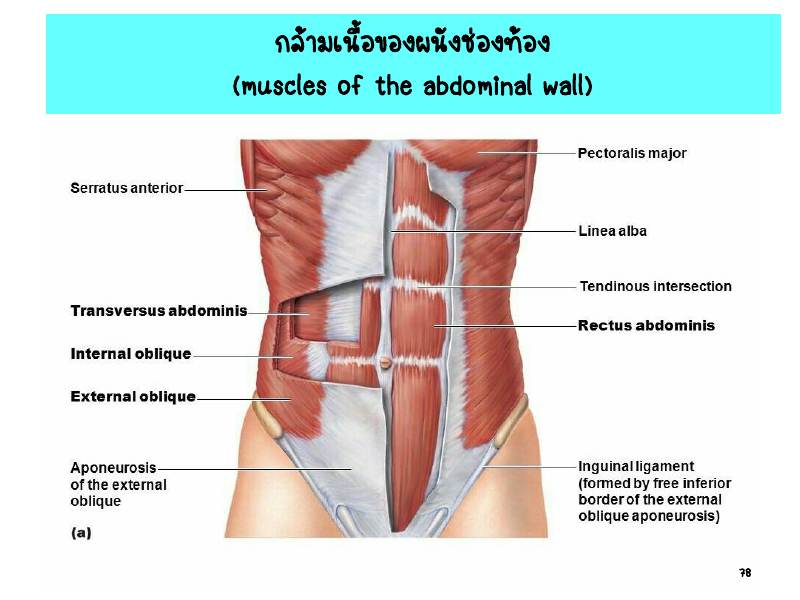 กล้ามเนื้อของผนังช่องท้อง
(muscles of the abdominal wall)
Pectoralis major
Serratus anterior
Linea alba
Tendinous intersection
Transversus abdominis
Rectus abdominis
Internal oblique
External oblique
Aponeurosis
of the external
oblique
Inguinal ligament
(formed by free inferior
border of the external
oblique aponeurosis)
(a)
78